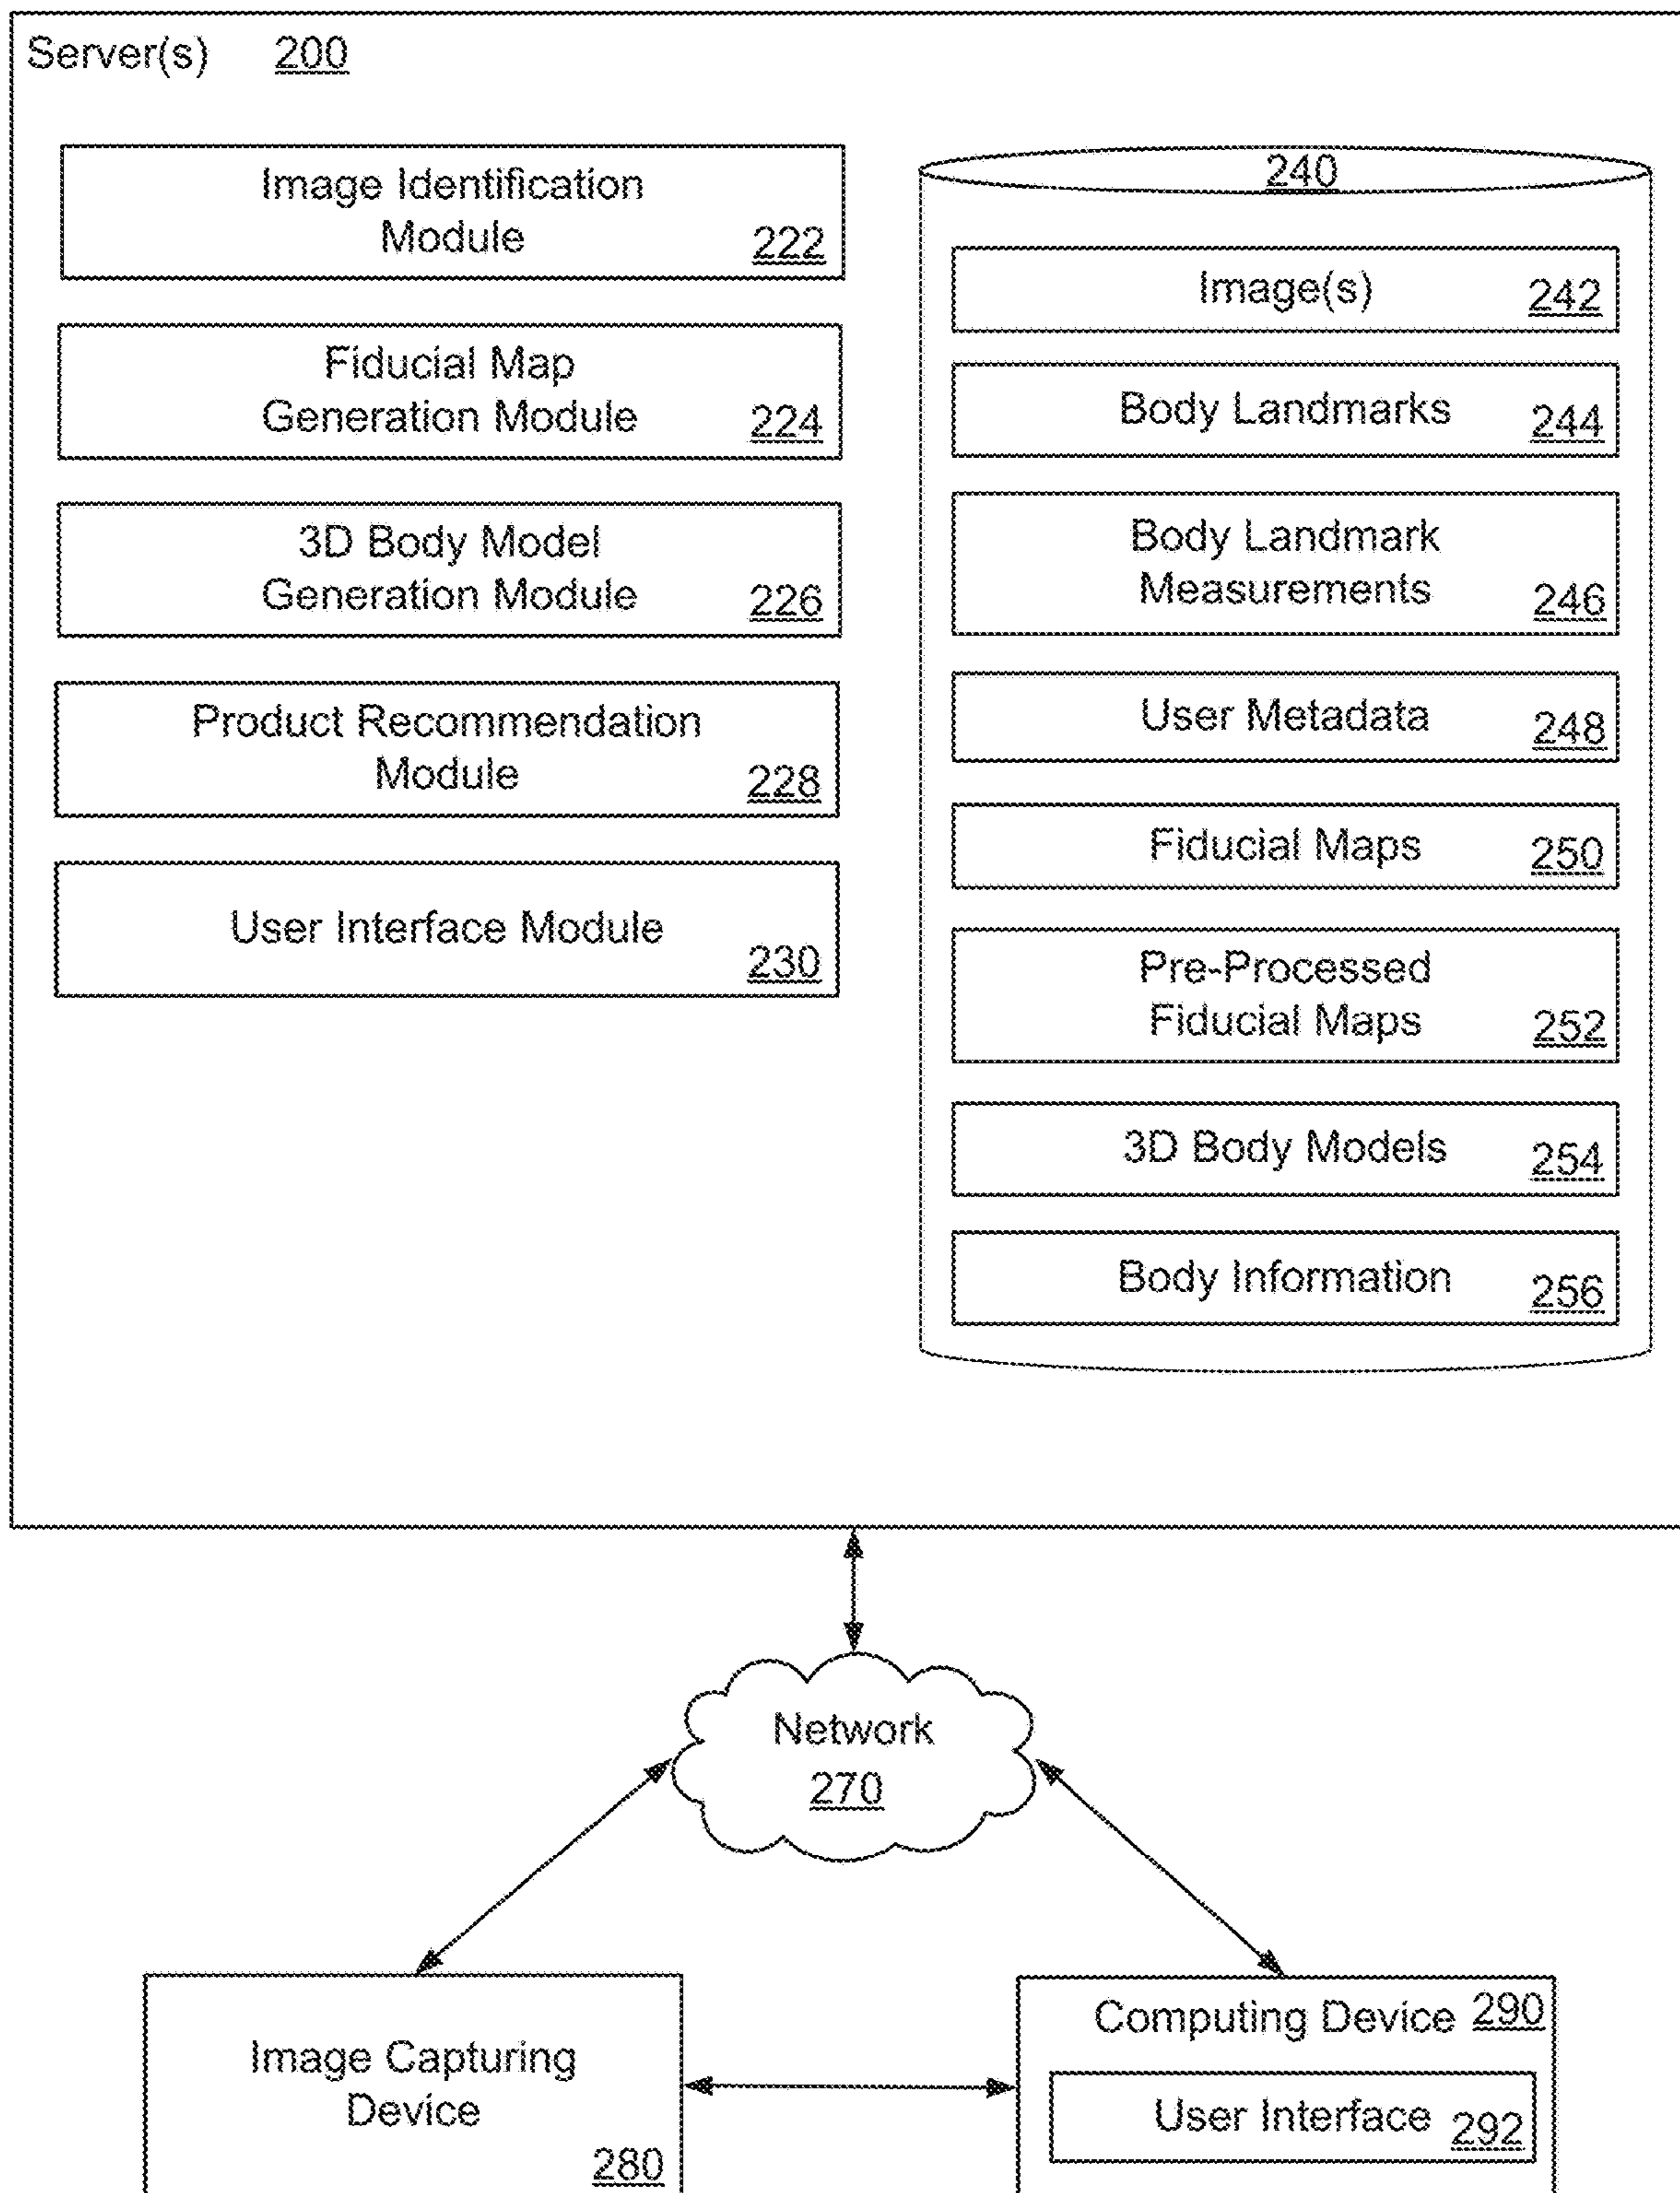 Server(s) 200
Image Identification
Module 222
Fiducial Map
Generation Module 224
3D Body Model
Generation Module 226
Product Recommendation
Module 228
User Interface Module
230
240
Image(s) 242
Body Landmarks 244
Body Landmark
Measurements 246
User Metadata 248
Fiducial Maps 250
Pre-Processed
Fiducial Maps 252
3D Body Models 254
Body Information 256
Network
270
Image Capturing
Device
280
Computing Device 290
User Interface 292